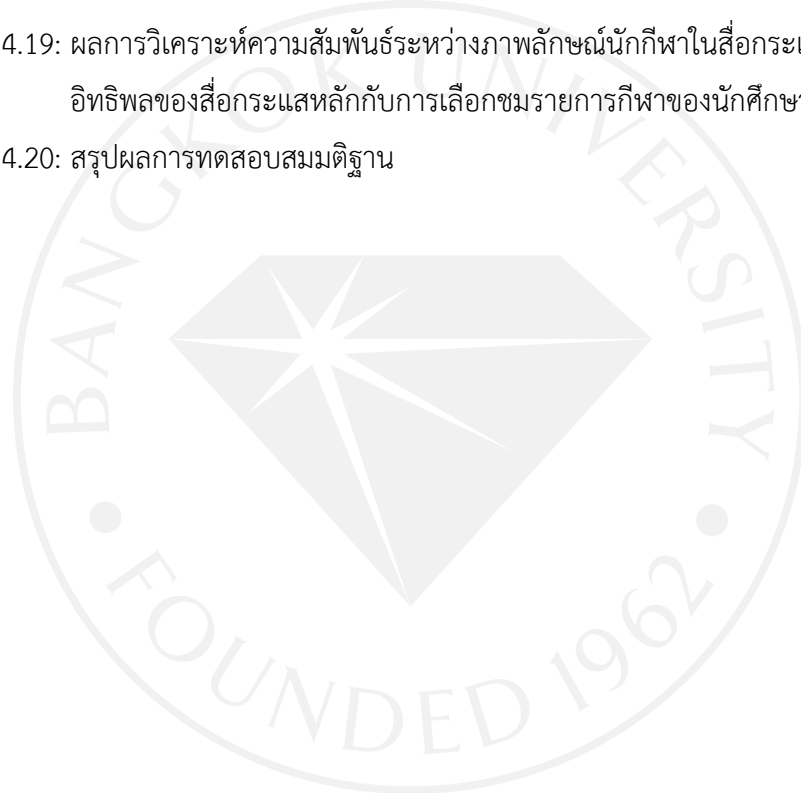 4.19: ผลการวิเคราะห์ความสัมพันธ์ระหว่างภาพลักษณ์นักกีฬาในสื่อกระ
อิทธิพลของสื่อกระแสหลักกับการเลือกชมรายการกีฬาของนักศึกษา
4.20: สรุปผลการทดสอบสมมติฐาน
BANGKOK UNIVERSITY
FOUNDED 1962